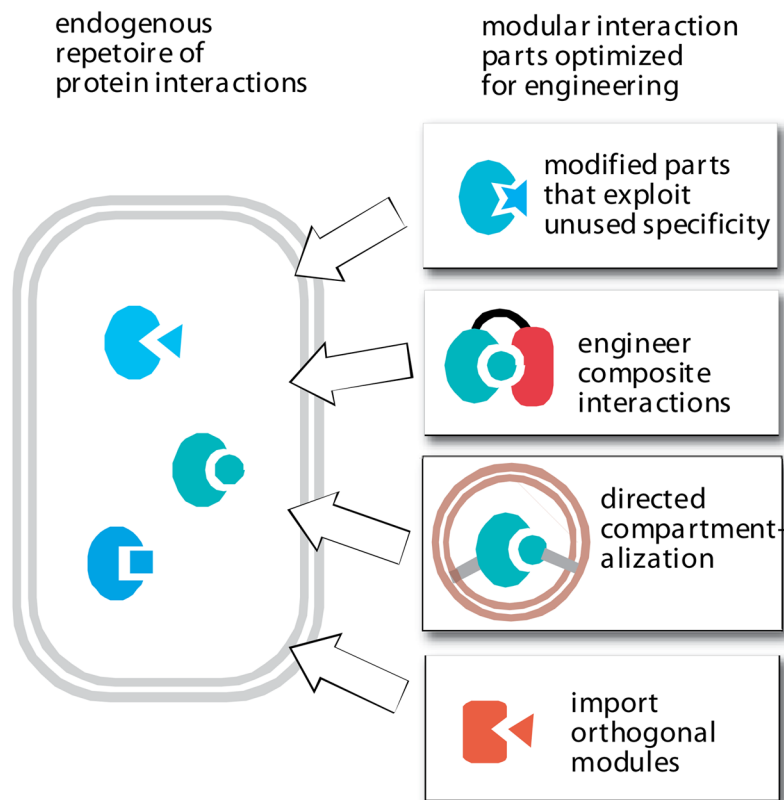 endogenous
repetoire of
protein interactions
modular interaction
parts optimized
for engineering
modified parts
that exploit
unused specificity
engineer
composite
interactions
directed
compartment-
alization
import
orthogonal
modules